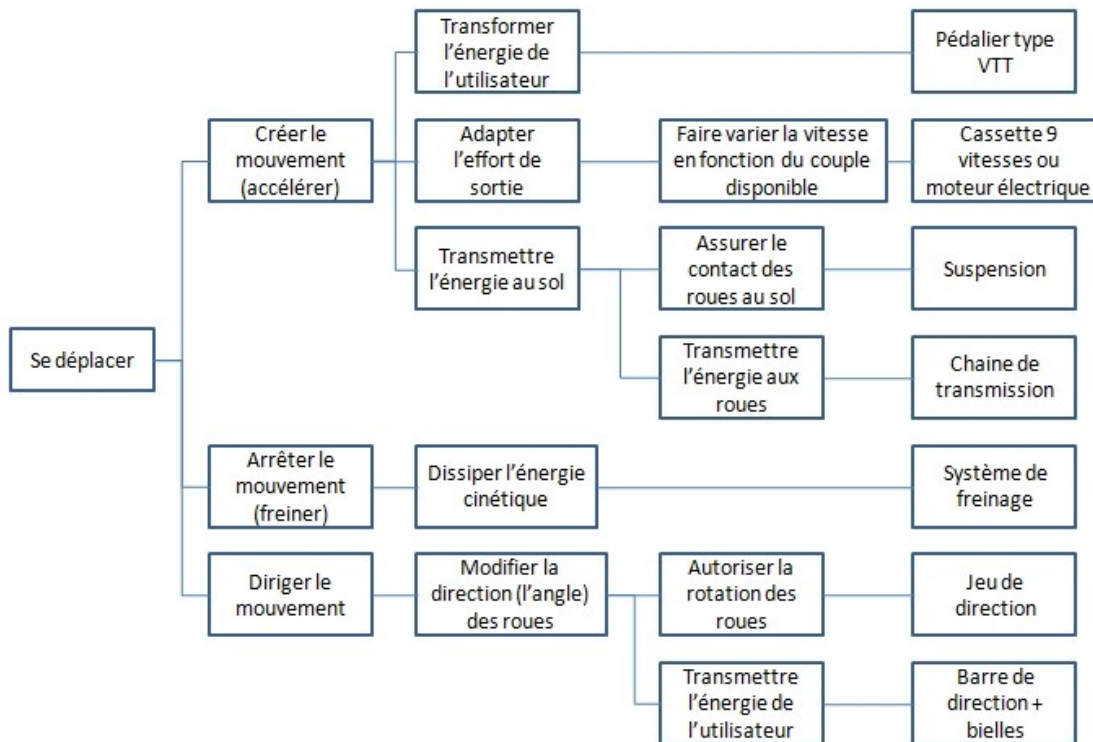 Transformer
l'énergie de
l'utilisateur
Pédalier type
VTT
Créer le
mouvement
(accélérer)
Adapter
l'effort de
sortie
Faire varier la vitesse
en fonction du couple
disponible
Cassette 9
vitesses ou
moteur électrique
Transmettre
l'énergie au sol
Assurer le
contact des
roues au sol
Suspension
Se déplacer
Transmettre
l'énergie aux
roues
Chaine de
transmission
Arrêter le
mouvement
(freiner)
Dissiper l'énergie
cinétique
Système de
freinage
Diriger le
mouvement
Modifier la
direction (l'angle)
des roues
Autoriser la
rotation des
roues
Jeu de
direction
Transmettre
l'énergie de
l'utilisateur
Barre de
direction +
bielles